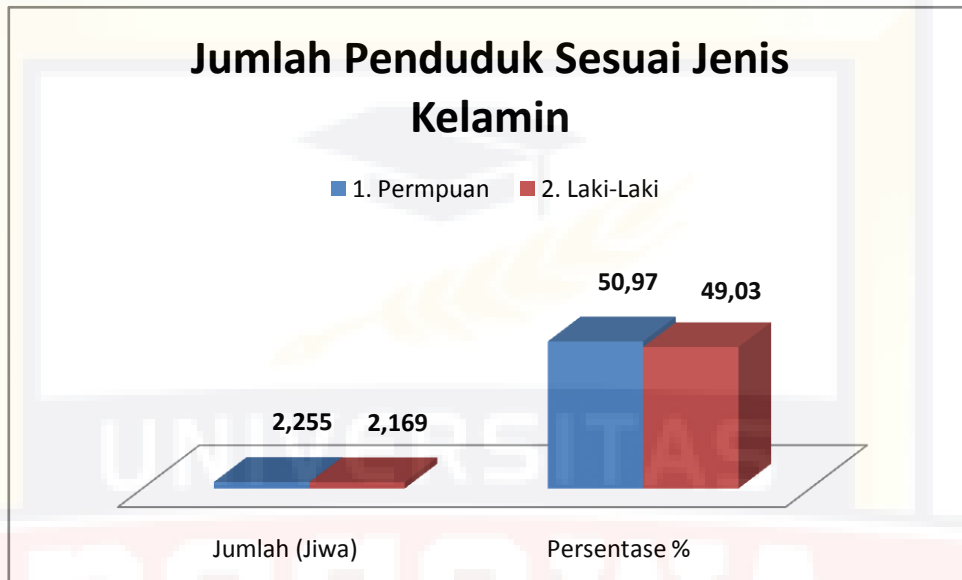 Jumlah Penduduk Sesuai Jenis
Kelamin
1. Permpuan 2. Laki-Laki
50,97 49,03
2,255 2,169
UNIVERSITAS
Jumlah (Jiwa) Persentase %